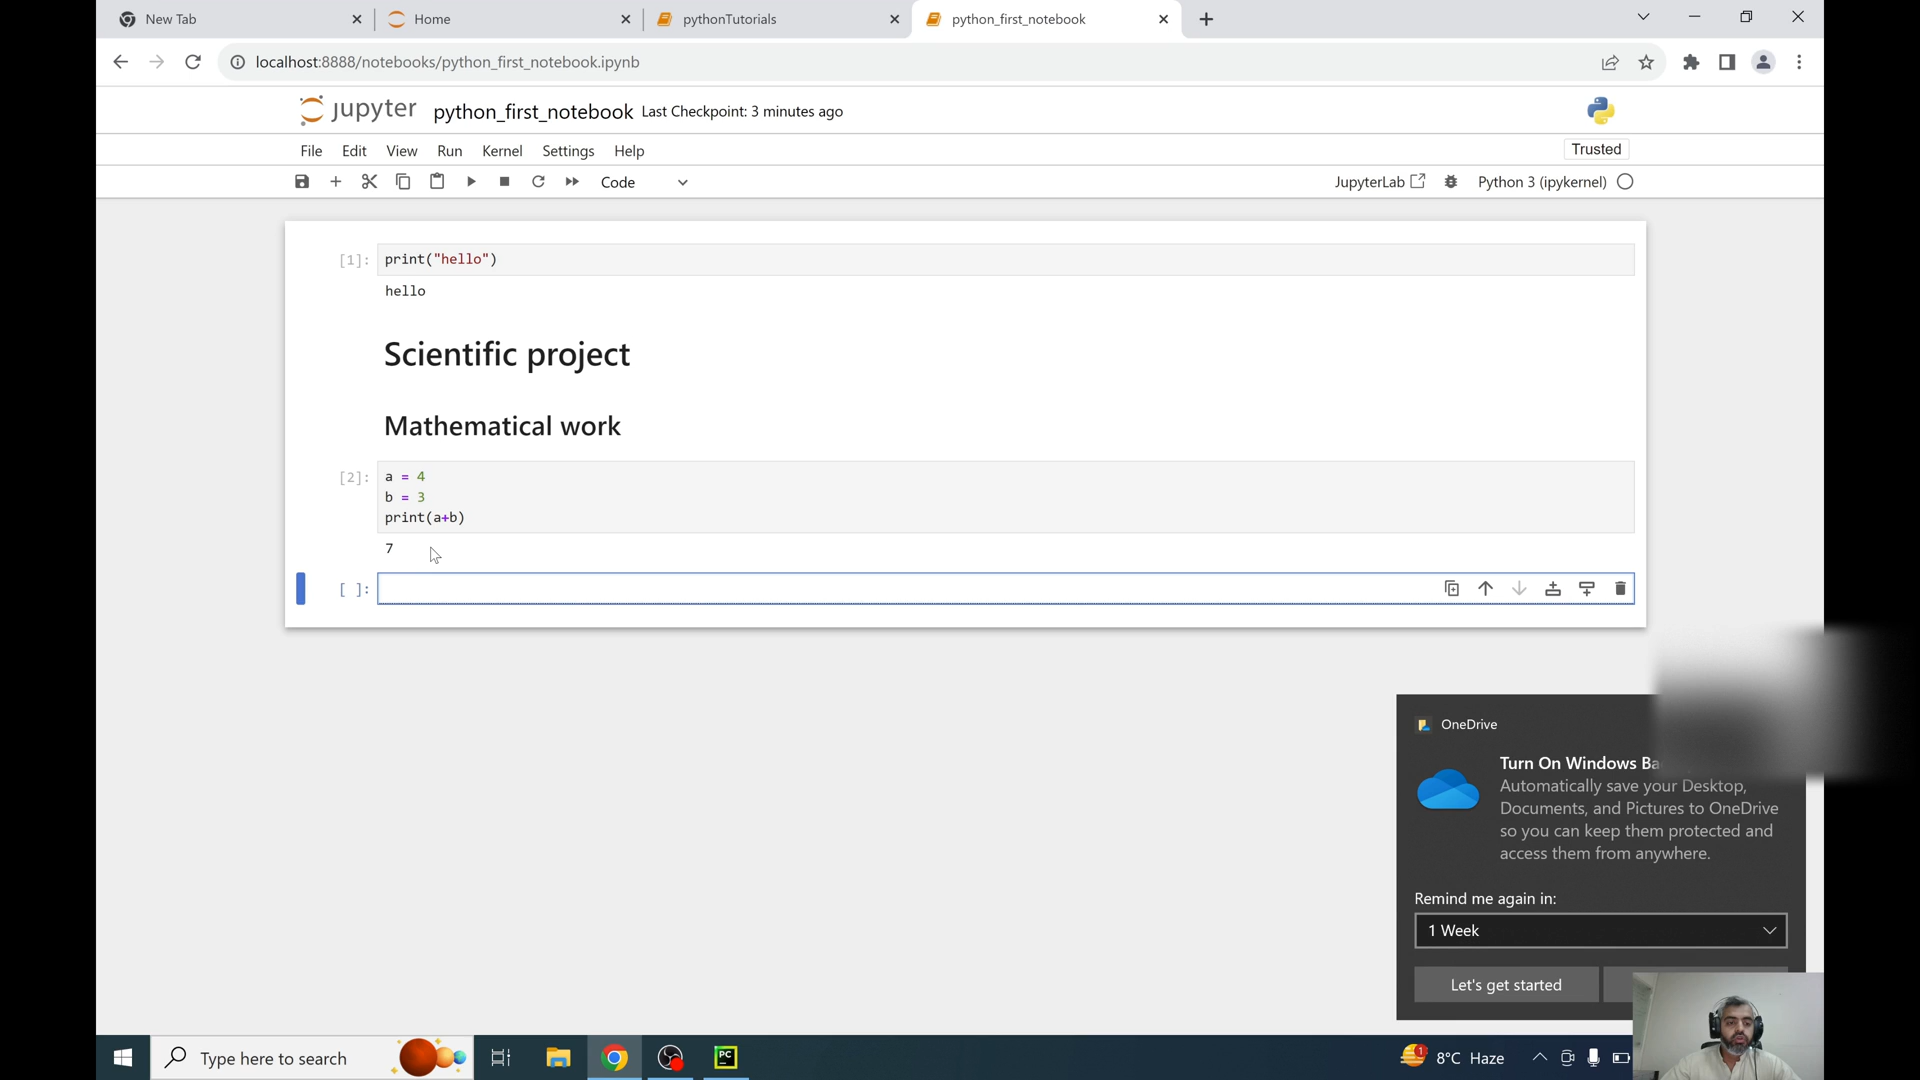 New Tab
Home
pythonTutorials
python_first_notebook
localhost:8888/notebooks/python_first_notebook.ipynb
jupyter python_first_notebook Last Checkpoint: 3 minutes ago
File Edit View Run Kernel Settings Help
Trusted
Code
JupyterLab
Python 3 (ipykernel)
[1]: print("hello")
hello
Scientific project
Mathematical work
[2]: a = 4
b = 3
print(a+b)
7
[ ]:
OneDrive
Turn On Windows
Automatically save your Desktop,
Documents, and Pictures to OneDrive
so you can keep them protected and
access them from anywhere.
Remind me again in:
1 Week
Let's get started
Type here to search
PC
1
8°C Haze